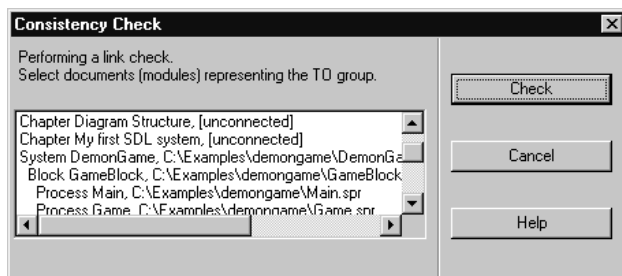 Consistency Check
Performing a link check.
Select documents (modules) representing the TO group.
Chapter Diagram Structure, [unconnected]
Chapter My first SDL system, [unconnected]
System DemonGame, C:\Examples\demongame\DemonGa
Block GameBlock, C:\Examples\demongame\GameBlock
Process Main, C:\Examples\demongame\Main.spr
Process Game, C:\Examples\demongame\Game.spr
Check
Cancel
Help